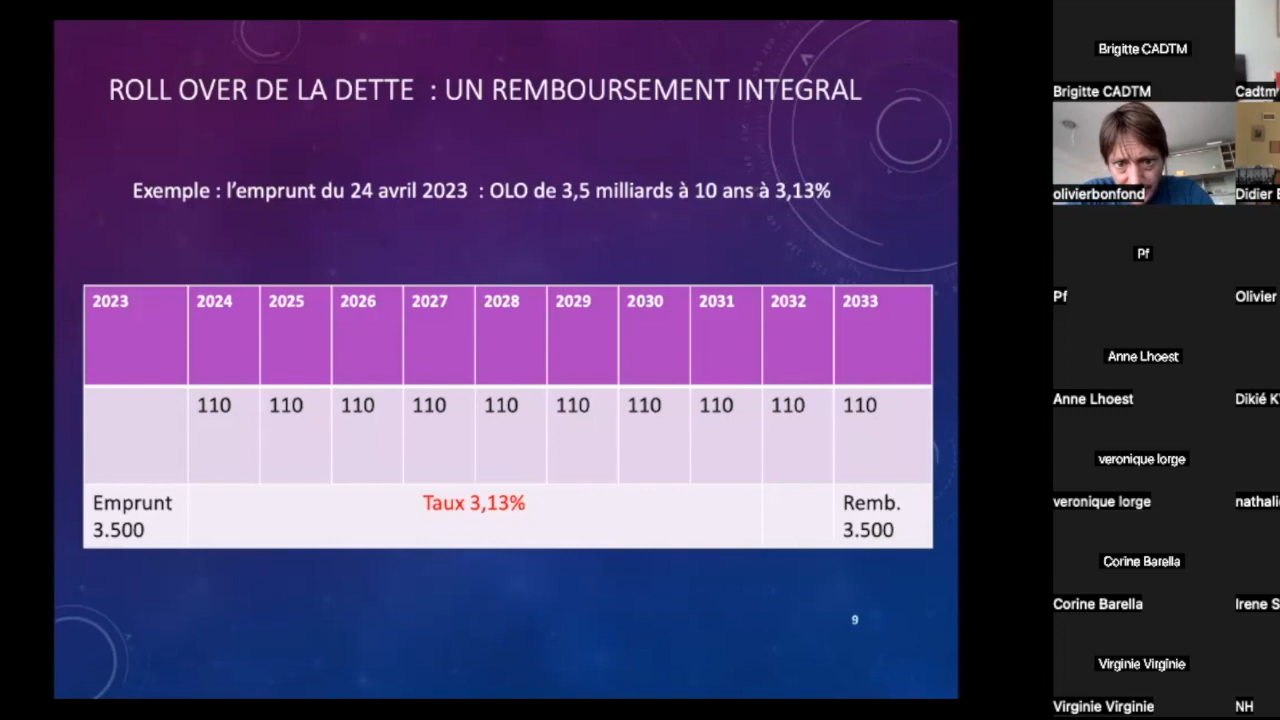 ROLL OVER DE LA DETTE : UN REMBOURSEMENT INTEGRAL
Exemple : l'emprunt du 24 avril 2023 : OLO de 3,5 milliards à 10 ans à 3,13%
2023 2024 2025 2026 2027 2028 2029 2030 2031 2032 2033
110 110 110 110 110 110 110 110 110 110
Emprunt 3.500 Taux 3,13% Remb. 3.500
9
Brigitte CADTM
Brigitte CADTM Cadtm
olivierbonfond Didier
Pf
Pf Olivier
Anne Lhoest
Anne Lhoest Dikié
veronique lorge
veronique lorge nathali
Corine Barella
Corine Barella Irene S
Virginie Virginie
Virginie Virginie NH